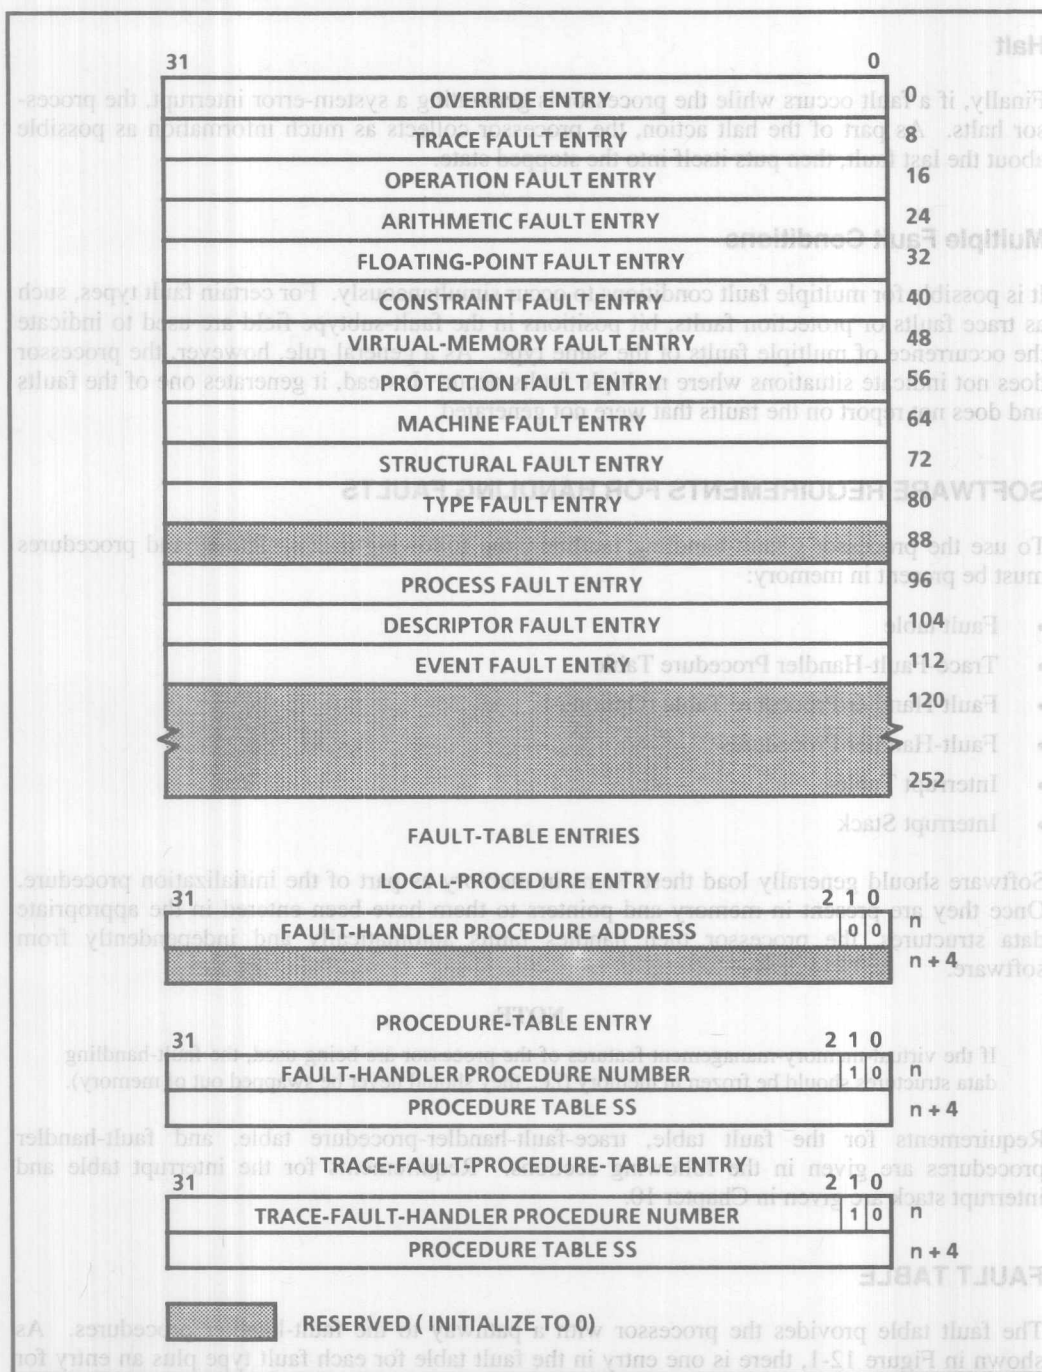 31 0
OVERRIDE ENTRY 0
TRACE FAULT ENTRY 8
OPERATION FAULT ENTRY 16
ARITHMETIC FAULT ENTRY 24
FLOATING-POINT FAULT ENTRY 32
CONSTRAINT FAULT ENTRY 40
VIRTUAL-MEMORY FAULT ENTRY 48
PROTECTION FAULT ENTRY 56
MACHINE FAULT ENTRY 64
STRUCTURAL FAULT ENTRY 72
TYPE FAULT ENTRY 80
88
PROCESS FAULT ENTRY 96
DESCRIPTOR FAULT ENTRY 104
EVENT FAULT ENTRY 112
120
252
FAULT-TABLE ENTRIES
LOCAL-PROCEDURE ENTRY
31 2 1 0
FAULT-HANDLER PROCEDURE ADDRESS 0 0 n
n + 4
PROCEDURE-TABLE ENTRY
31 2 1 0
FAULT-HANDLER PROCEDURE NUMBER 1 0 n
PROCEDURE TABLE SS n + 4
TRACE-FAULT-PROCEDURE-TABLE ENTRY
31 2 1 0
TRACE-FAULT-HANDLER PROCEDURE NUMBER 1 0 n
PROCEDURE TABLE SS n + 4
RESERVED ( INITIALIZE TO 0)